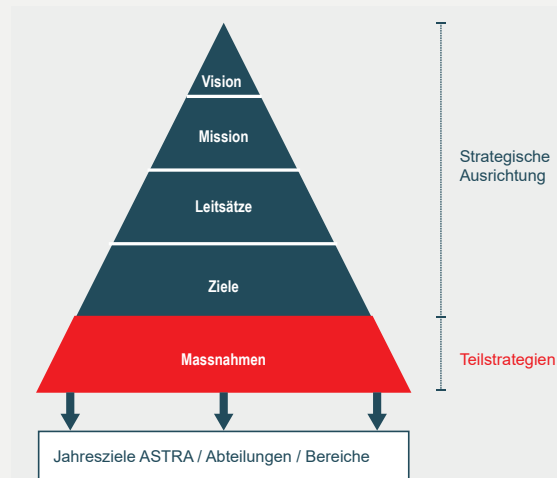 Vision
Mission
Leitsätze
Ziele
Massnahmen
Strategische
Ausrichtung
Teilstrategien
Jahresziele ASTRA / Abteilungen / Bereiche